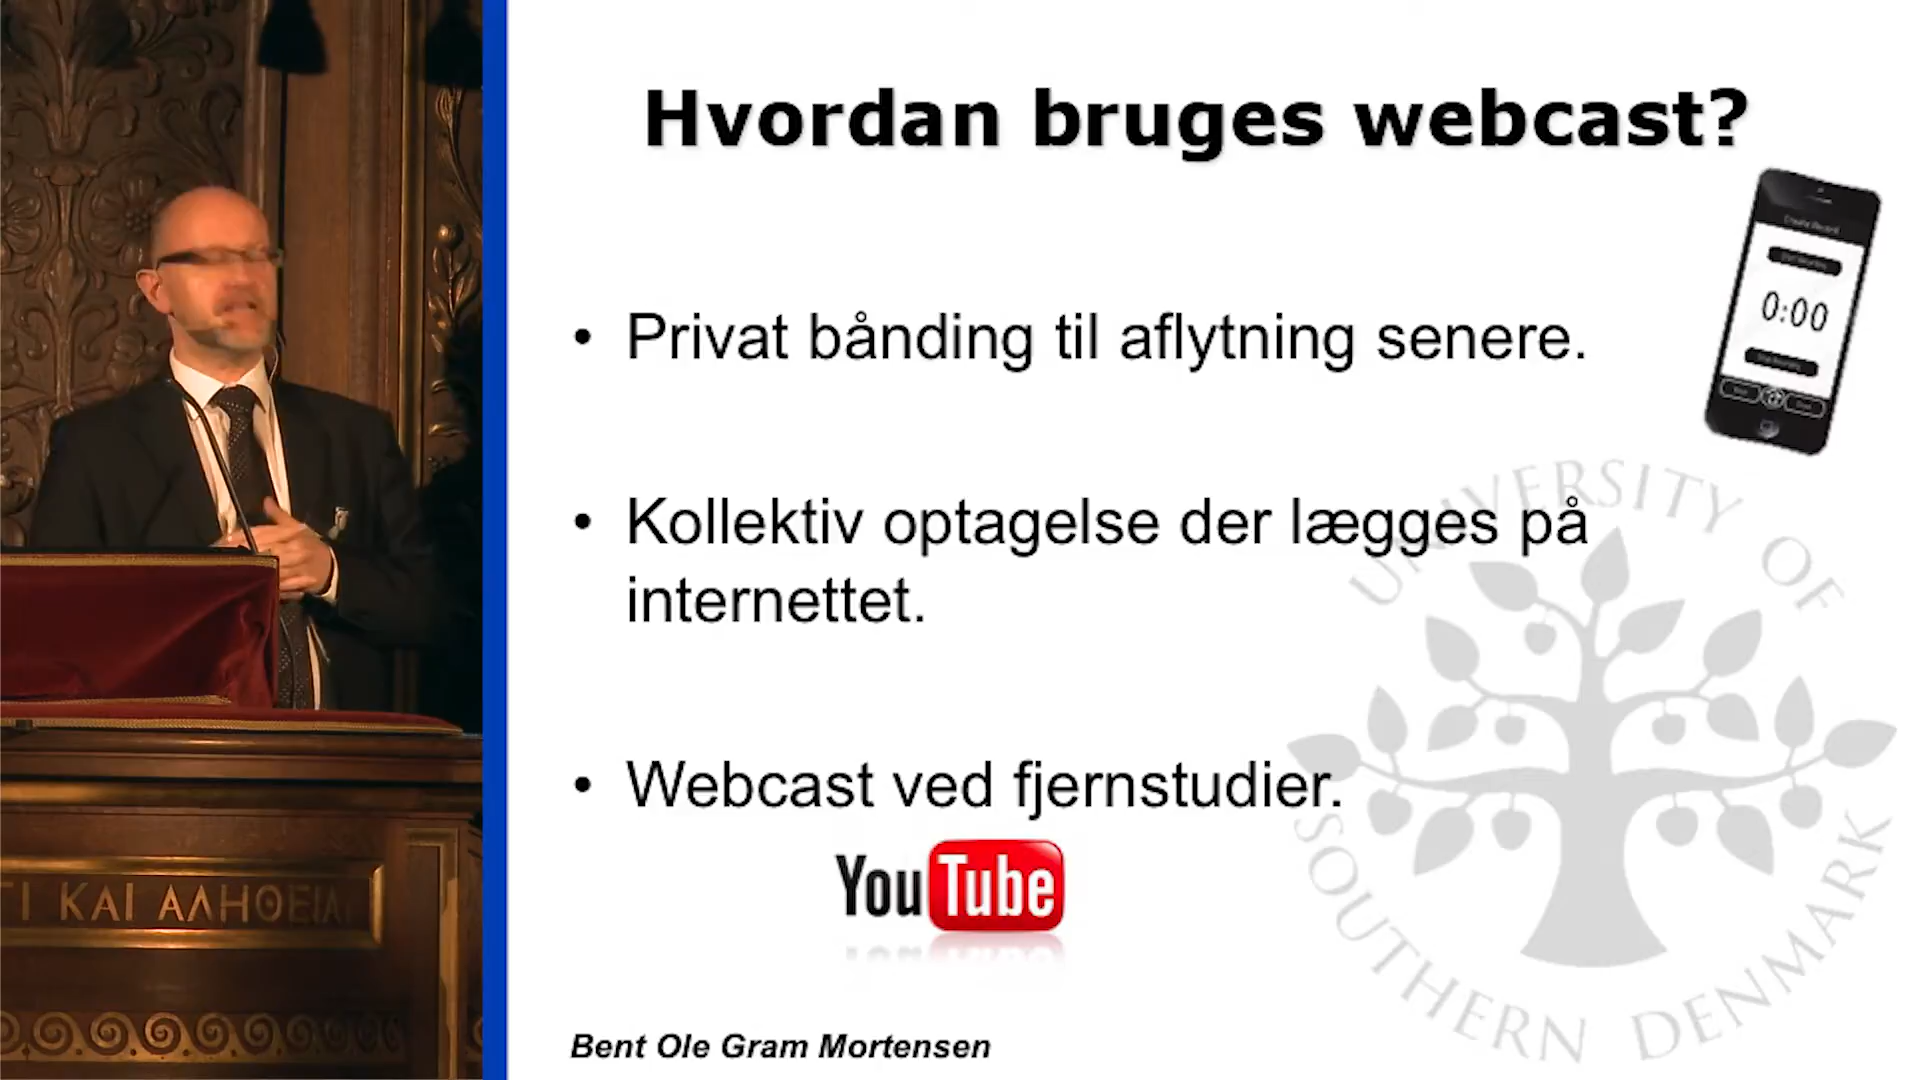 Hvordan bruges webcast?
0:00
• Privat bånding til aflytning senere.
• Kollektiv optagelse der lægges på
internettet.
• Webcast ved fjernstudier.
YouTube
UNIVERSITY OF
SOUTHERN DENMARK
Bent Ole Gram Mortensen
ΚΑΙ ΑΛΗΘΕΙΑΙ